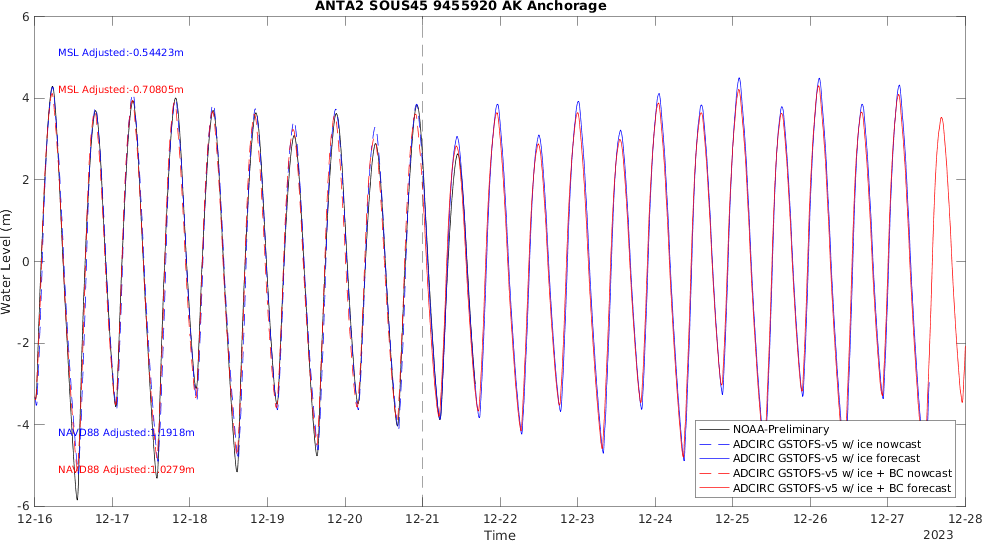 ANTA2 SOUS45 9455920 AK Anchorage
MSL Adjusted:-0.54423m
MSL Adjusted:-0.70805m
NAVD88 Adjusted:1.1918m
NAVD88 Adjusted:1.0279m
Water Level (m)
6
4
2
0
-2
-4
-6
NOAA-Preliminary
ADCIRC GSTOFS-v5 w/ ice nowcast
ADCIRC GSTOFS-v5 w/ ice forecast
ADCIRC GSTOFS-v5 w/ ice + BC nowcast
ADCIRC GSTOFS-v5 w/ ice + BC forecast
12-16 12-17 12-18 12-19 12-20 12-21 12-22 12-23 12-24 12-25 12-26 12-27 12-28
Time
2023